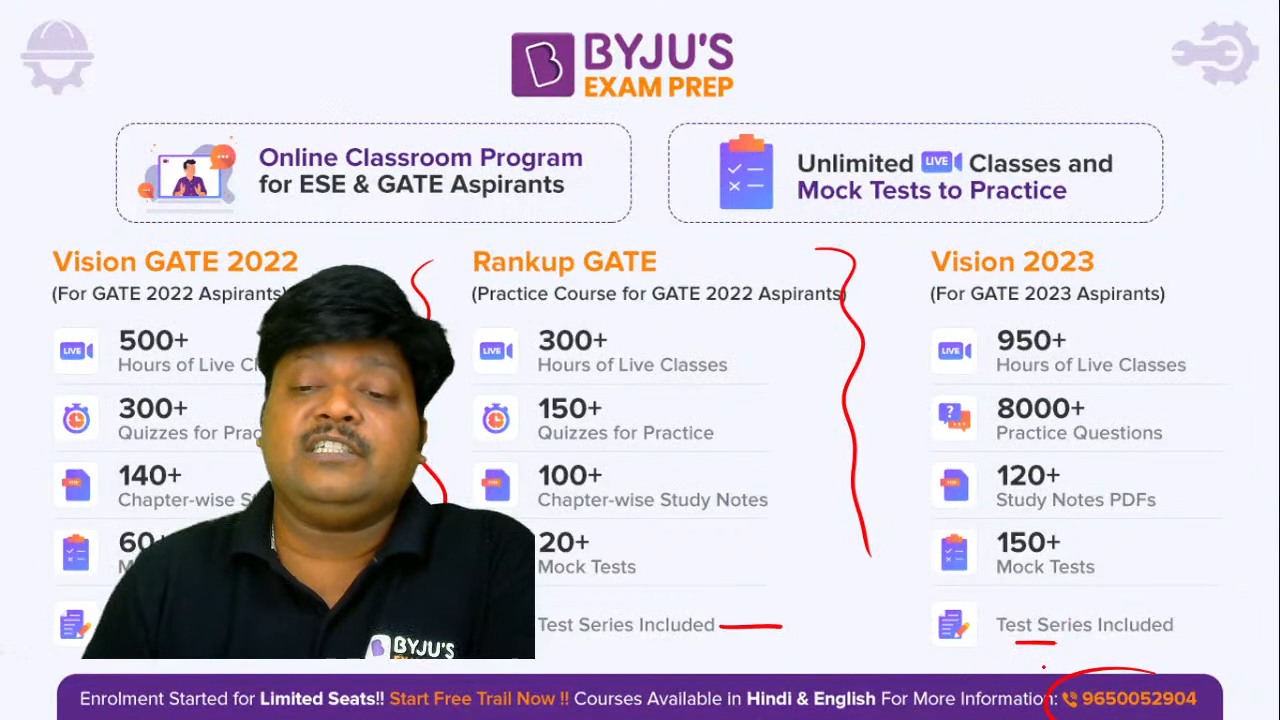 BYJU'S
EXAM PREP
Online Classroom Program
for ESE & GATE Aspirants
Unlimited LIVE Classes and
Mock Tests to Practice
Vision GATE 2022
(For GATE 2022 Aspirants)
LIVE
500+
Hours of Live
300+
Quizzes for
140+
Chapter-wise
60
Rankup GATE
(Practice Course for GATE 2022 Aspirants)
LIVE
300+
Hours of Live Classes
150+
Quizzes for Practice
100+
Chapter-wise Study Notes
20+
Mock Tests
Test Series Included
Vision 2023
(For GATE 2023 Aspirants)
LIVE
950+
Hours of Live Classes
8000+
Practice Questions
120+
Study Notes PDFs
150+
Mock Tests
Test Series Included
BYJU'S
Enrolment Started for Limited Seats!! Start Free Trail Now !! Courses Available in Hindi & English For More Information: 9650052904